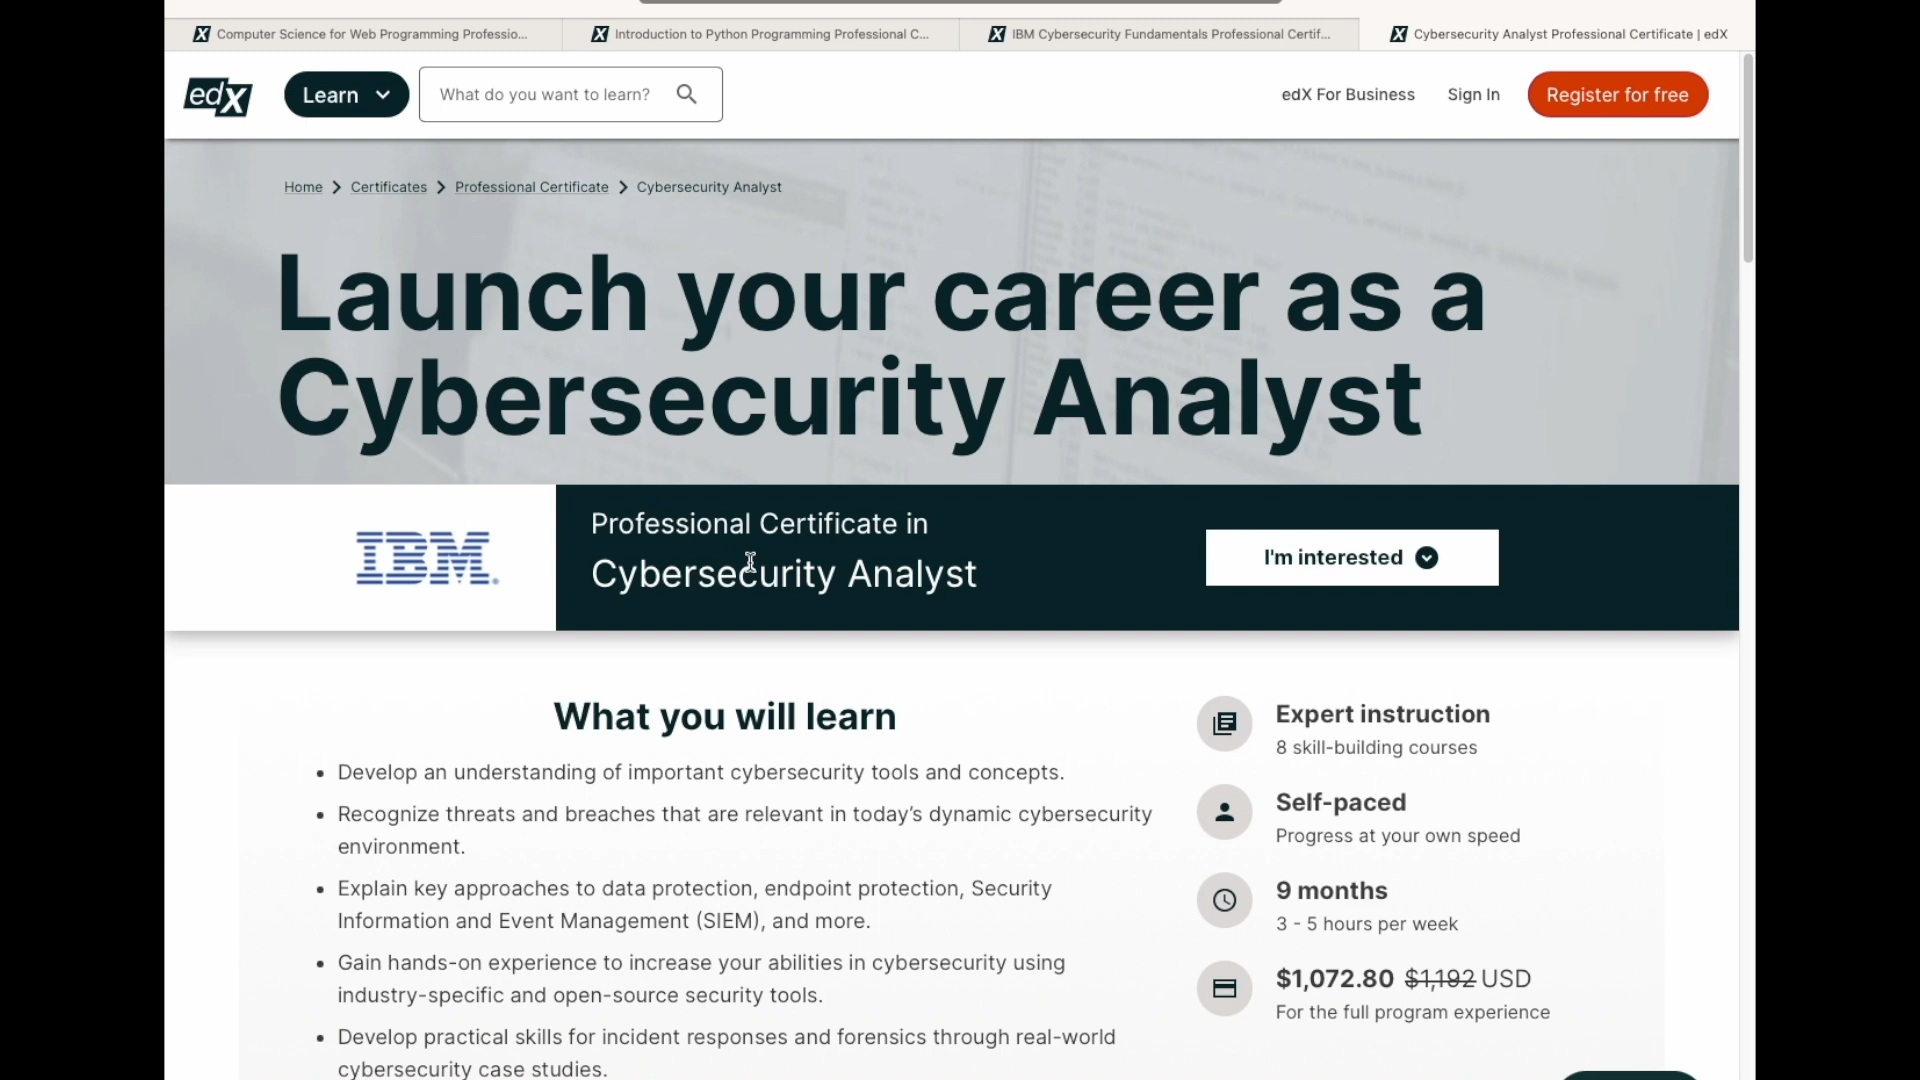 Computer Science for Web Programming Professio...
Introduction to Python Programming Professional C...
IBM Cybersecurity Fundamentals Professional Certif...
Cybersecurity Analyst Professional Certificate | edX
edX
Learn
What do you want to learn?
edX For Business
Sign In
Register for free
Home
Certificates
Professional Certificate
Cybersecurity Analyst
Launch your career as a
Cybersecurity Analyst
IBM
Professional Certificate in
Cybersecurity Analyst
I'm interested
What you will learn
Develop an understanding of important cybersecurity tools and concepts.
Recognize threats and breaches that are relevant in today’s dynamic cybersecurity
environment.
Explain key approaches to data protection, endpoint protection, Security
Information and Event Management (SIEM), and more.
Gain hands-on experience to increase your abilities in cybersecurity using
industry-specific and open-source security tools.
Develop practical skills for incident responses and forensics through real-world
cybersecurity case studies.
Expert instruction
8 skill-building courses
Self-paced
Progress at your own speed
9 months
3 - 5 hours per week
$1,072.80 $1,192 USD
For the full program experience